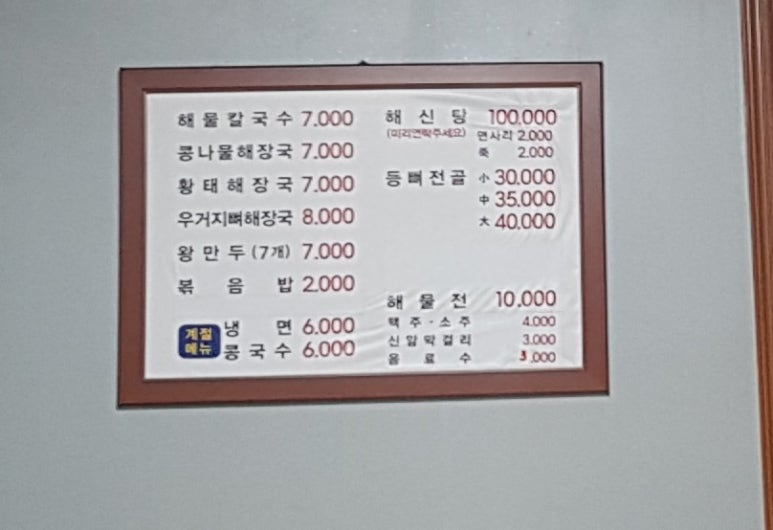 해물칼국수 7.000
콩나물해장국 7.000
황태해장국 7.000
우거지뼈해장국 8.000
왕만두(7개) 7.000
볶음밥 2.000
계절메뉴
냉면 6.000
콩국수 6.000
해신탕 100.000
(미리연락주세요) 면사리 2.000
죽 2.000
등뼈전골 小 30.000
中 35.000
大 40.000
해물전 10.000
맥주·소주 4.000
신암막걸리 3.000
음료수 3.000